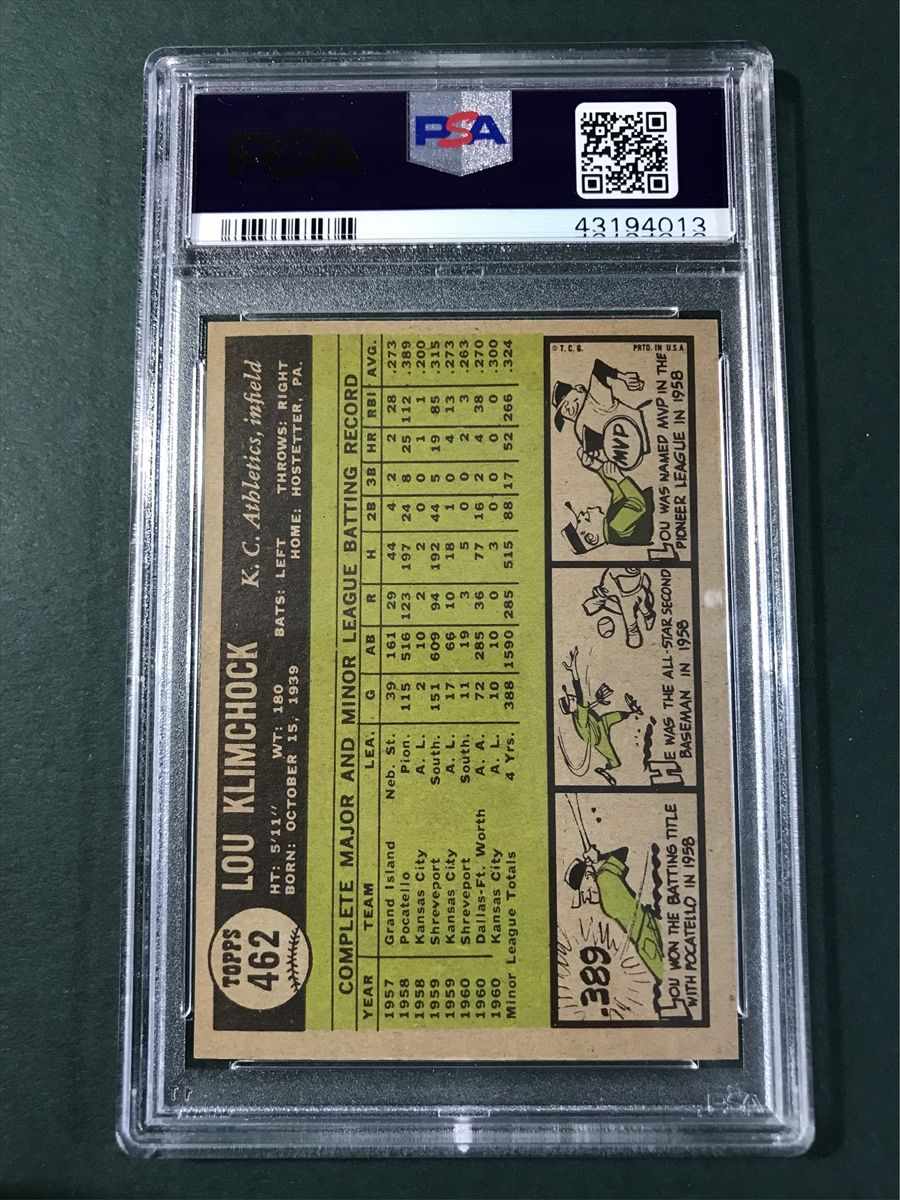 PSA
PSA
43194013
TOPPS
462
LOU KLIMCHOCK
K. C. Athletics, infield
HT: 5'11" WT: 180 BATS: LEFT THROWS: RIGHT
BORN: OCTOBER 15, 1939 HOME: HOSTETTER, PA.
COMPLETE MAJOR AND MINOR LEAGUE BATTING RECORD
YEAR TEAM LEA. G AB R H 2B 3B HR RBI AVG.
1957 Grand Island Neb. St. 39 161 29 44 4 2 2 28 .273
1958 Pocatello Pion. 115 516 123 197 24 8 25 112 .389
1958 Kansas City A. L. 2 10 2 2 0 0 1 1 .200
1959 Shreveport South. 151 609 94 192 44 5 19 85 .315
1959 Kansas City A. L. 17 66 10 18 1 0 4 13 .273
1960 Shreveport South. 11 19 3 5 0 0 2 3 .263
1960 Dallas-Ft. Worth A. A. 72 285 36 77 16 2 4 38 .270
1960 Kansas City A. L. 10 10 0 3 0 0 0 0 .300
Minor League Totals 4 Yrs. 388 1590 285 515 88 17 52 266 .324
.389
LOU WON THE BATTING TITLE
WITH POCATELLO IN 1958
HE WAS THE ALL-STAR SECOND
BASEMAN IN 1958
© T. C. G. PRTD. IN U.S.A.
MVP
LOU WAS NAMED MVP IN THE
PIONEER LEAGUE IN 1958
PSA